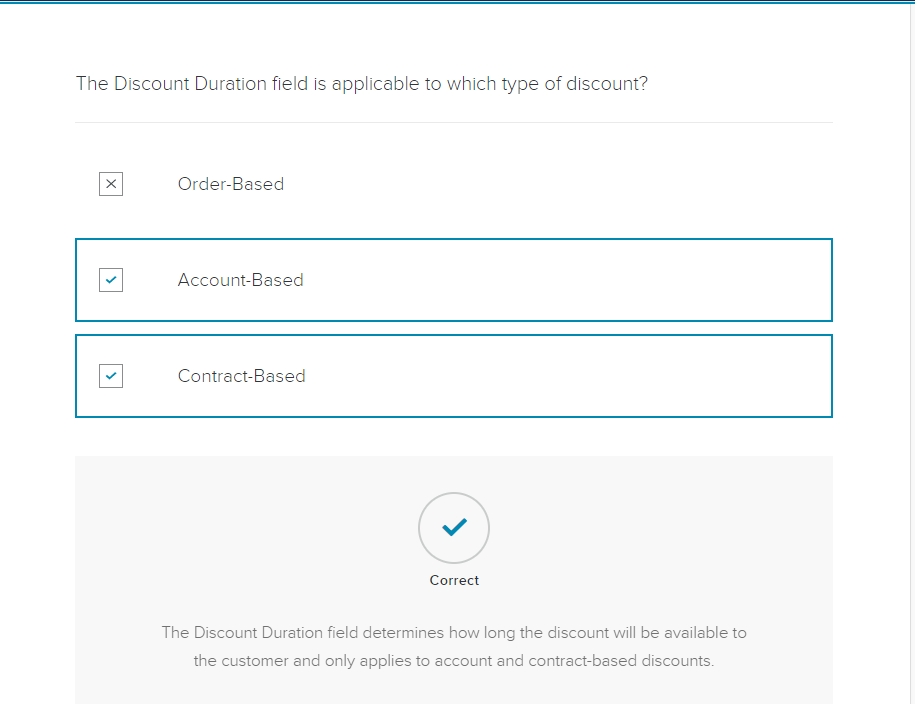 The Discount Duration field is applicable to which type of discount?
Order-Based
Account-Based
Contract-Based
Correct
The Discount Duration field determines how long the discount will be available to
the customer and only applies to account and contract-based discounts.